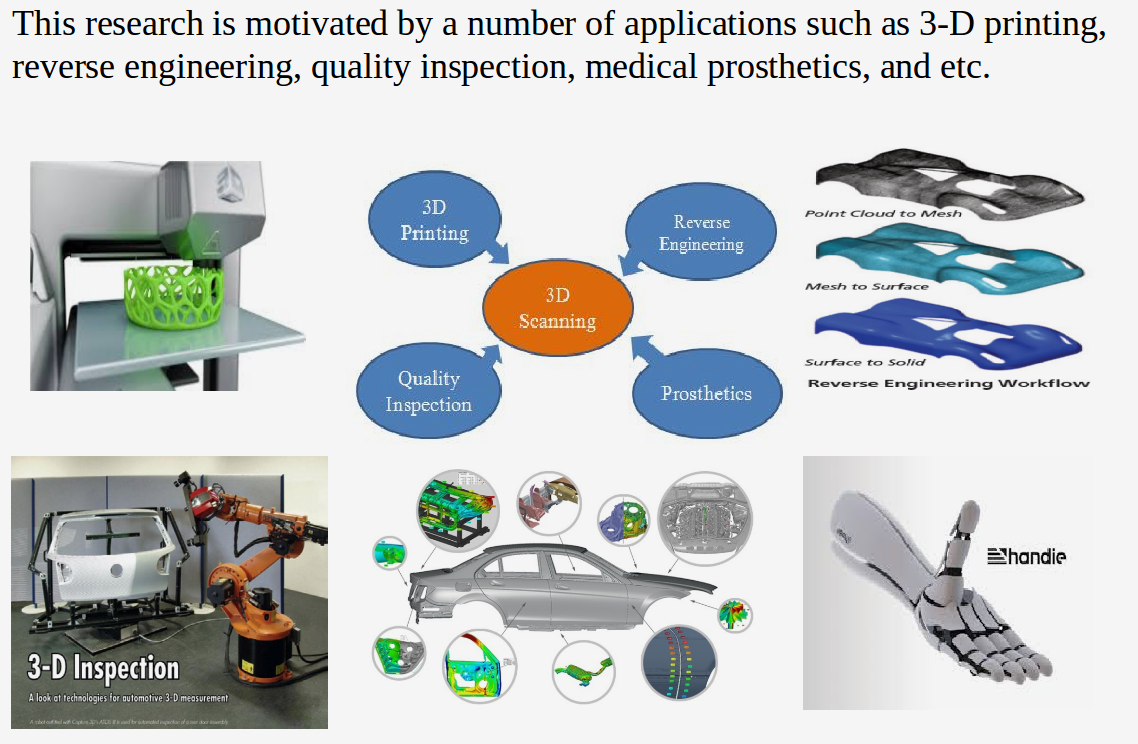 This research is motivated by a number of applications such as 3-D printing,
reverse engineering, quality inspection, medical prosthetics, and etc.
3D
Printing
Reverse
Engineering
3D
Scanning
Quality
Inspection
Prosthetics
Point Cloud to Mesh
Mesh to Surface
Surface to Solid
Reverse Engineering Workflow
3-D Inspection
A look at technologies for automotive 3-D measurement
handie